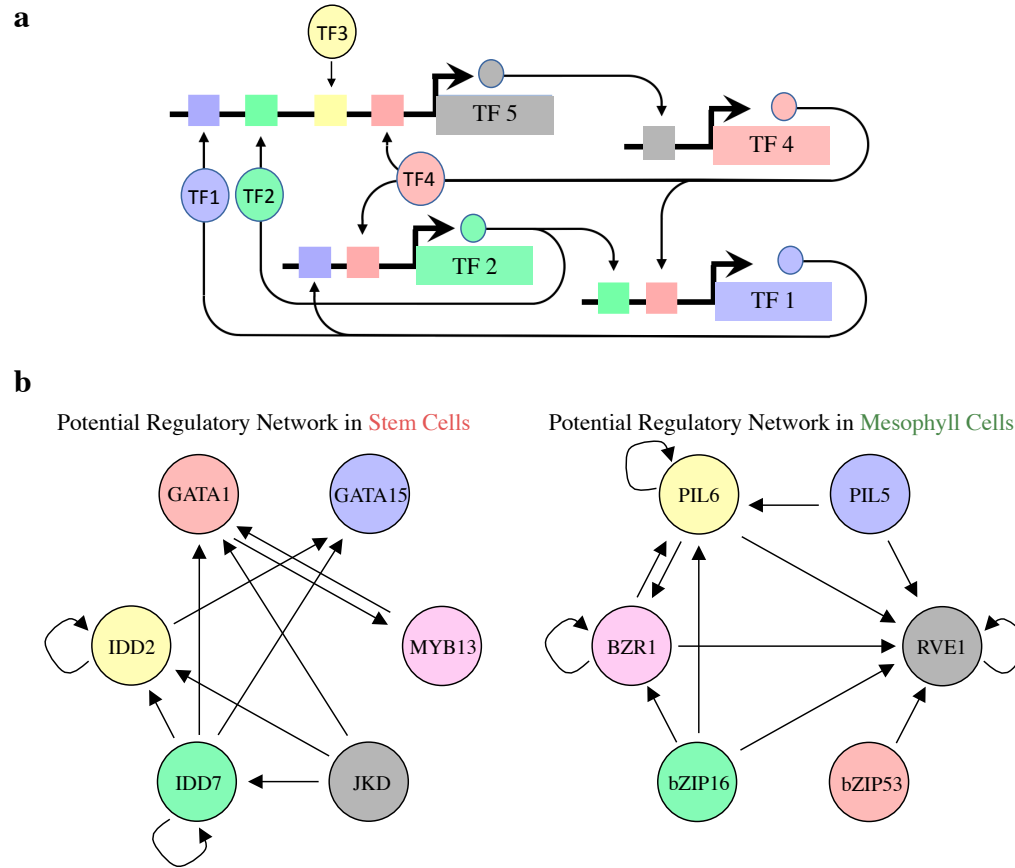 a
TF3
TF 5
TF 4
TF1
TF2
TF4
TF 2
TF 1
b
Potential Regulatory Network in Stem Cells
Potential Regulatory Network in Mesophyll Cells
GATA1
GATA15
IDD2
MYB13
IDD7
JKD
PIL6
PIL5
BZR1
RVE1
bZIP16
bZIP53